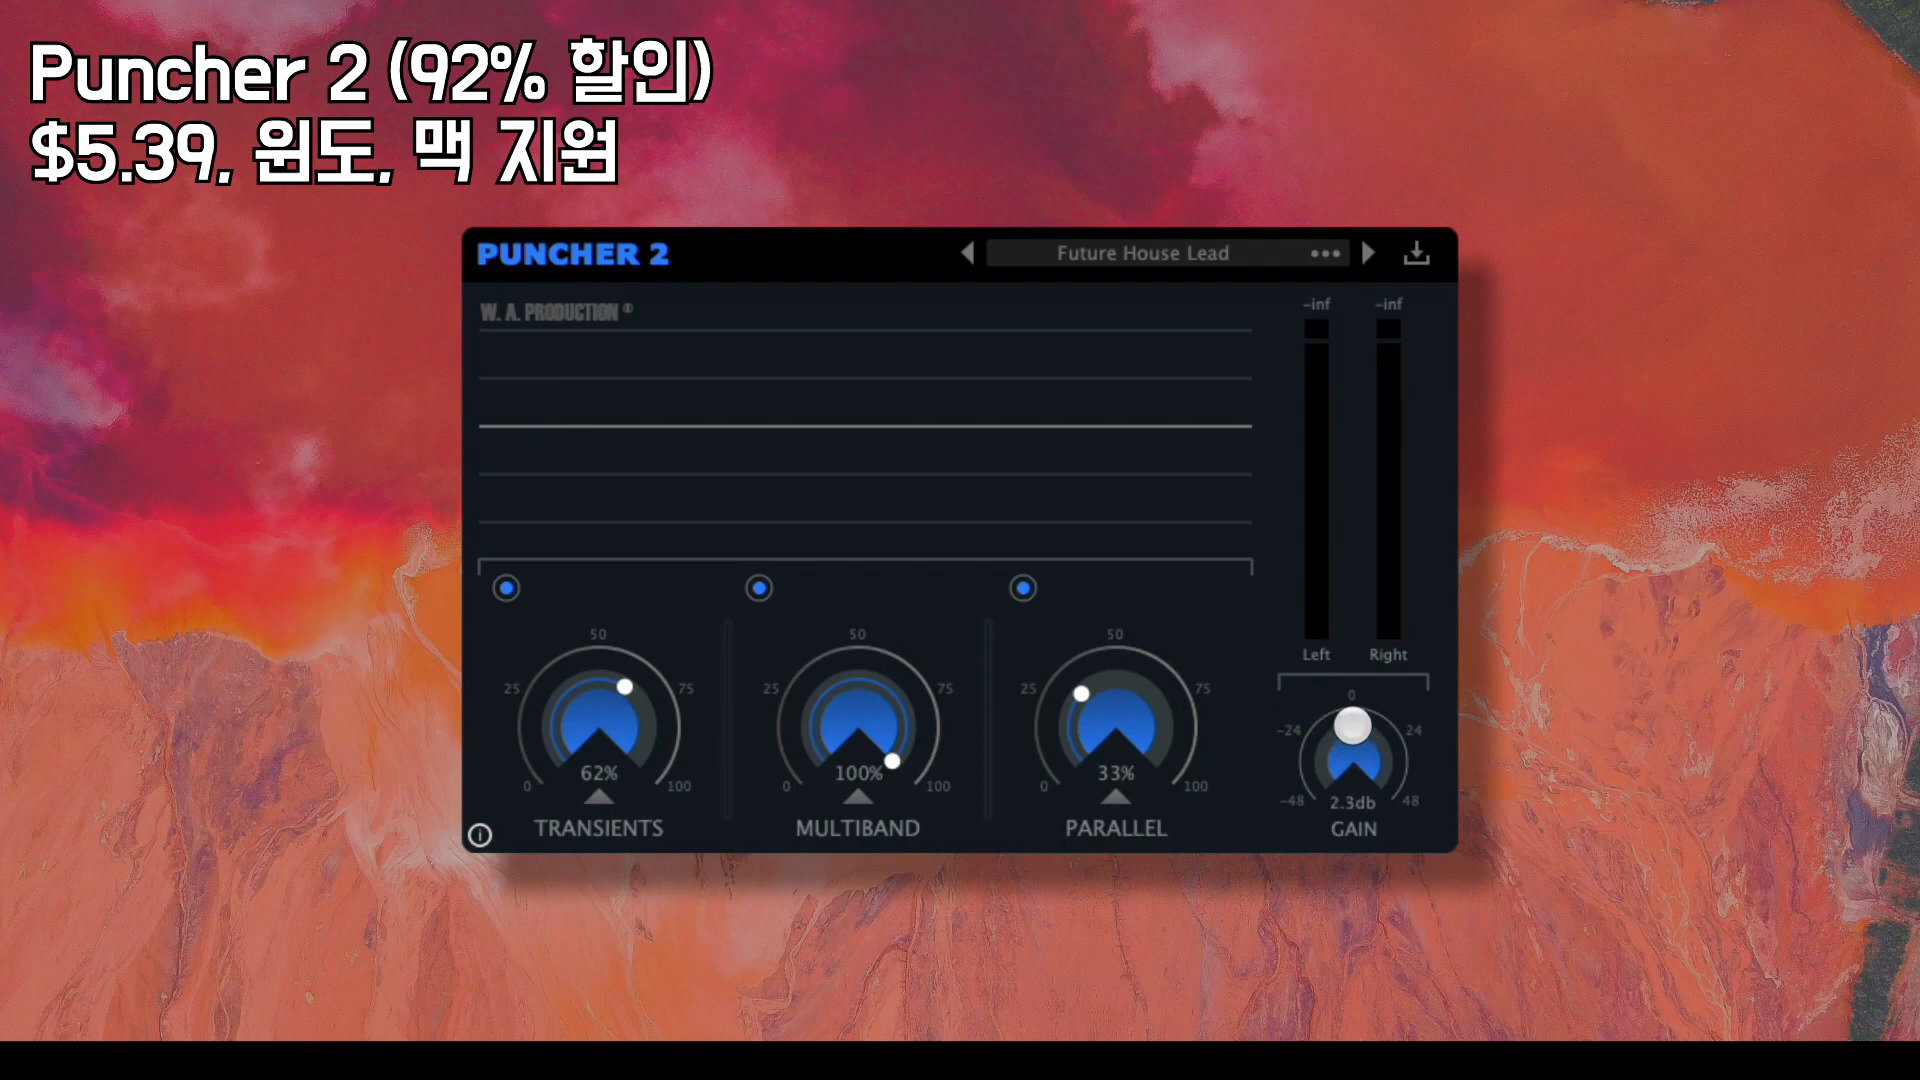 Puncher 2 (92% 할인)
$5.39, 윈도, 맥 지원
PUNCHER 2
Future House Lead
W. A. PRODUCTION ®
-inf -inf
Left Right
50 50 50
25 75 25 75 25 75
0 100 0 100 0 100
62% 100% 33%
TRANSIENTS MULTIBAND PARALLEL
0
-24 24
-48 48
2.3db
GAIN